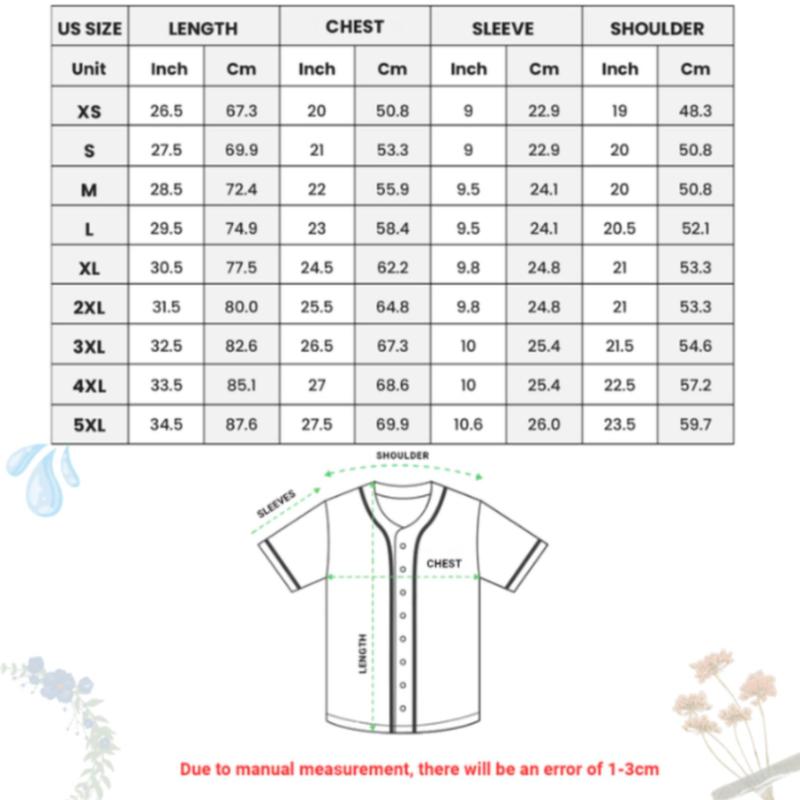 US SIZE LENGTH CHEST SLEEVE SHOULDER
Unit Inch Cm Inch Cm Inch Cm Inch Cm
XS 26.5 67.3 20 50.8 9 22.9 19 48.3
S 27.5 69.9 21 53.3 9 22.9 20 50.8
M 28.5 72.4 22 55.9 9.5 24.1 20 50.8
L 29.5 74.9 23 58.4 9.5 24.1 20.5 52.1
XL 30.5 77.5 24.5 62.2 9.8 24.8 21 53.3
2XL 31.5 80.0 25.5 64.8 9.8 24.8 21 53.3
3XL 32.5 82.6 26.5 67.3 10 25.4 21.5 54.6
4XL 33.5 85.1 27 68.6 10 25.4 22.5 57.2
5XL 34.5 87.6 27.5 69.9 10.6 26.0 23.5 59.7
SHOULDER
SLEEVES
CHEST
LENGTH
Due to manual measurement, there will be an error of 1-3cm